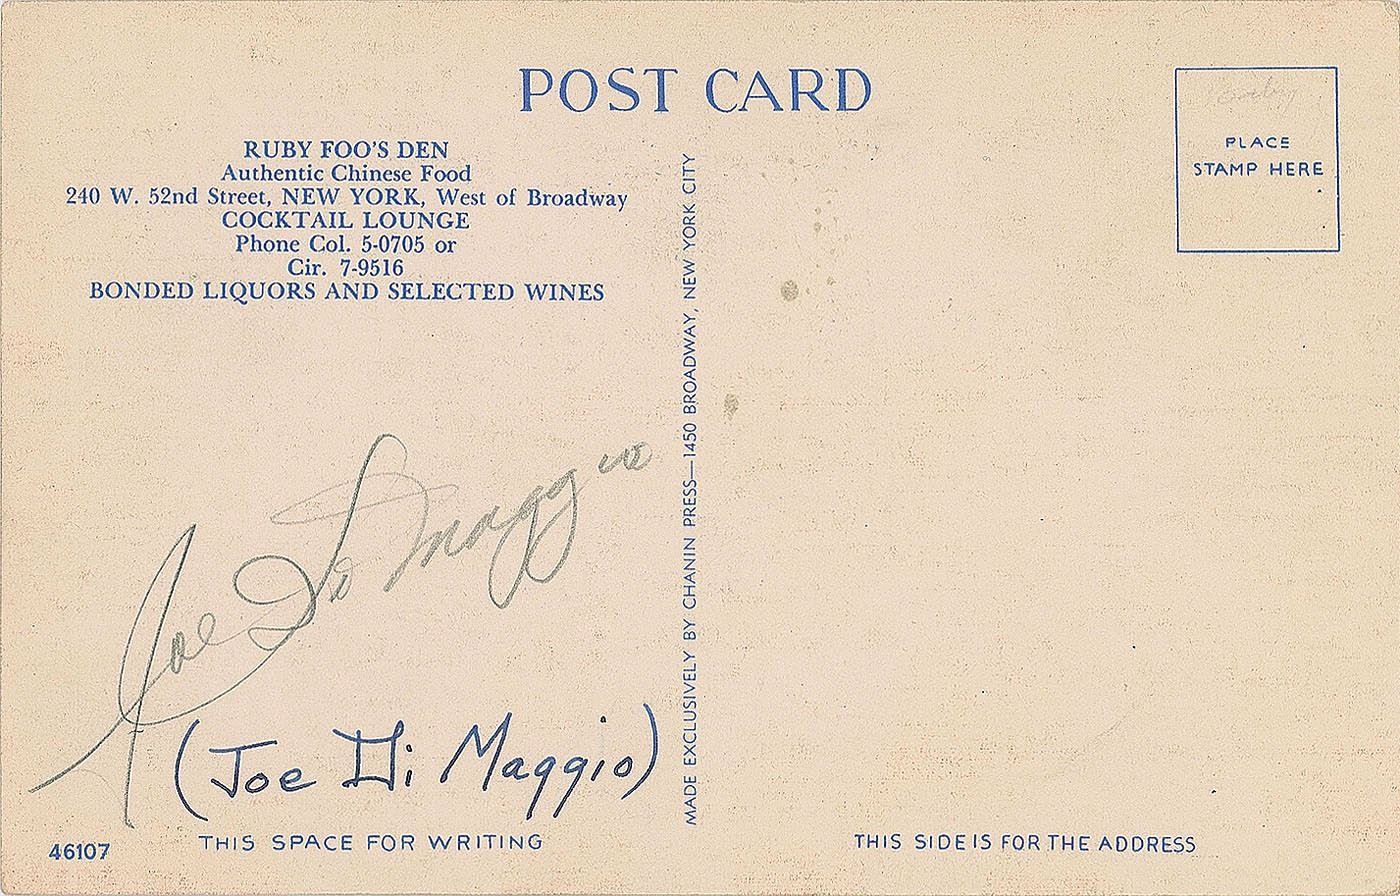 POST CARD
RUBY FOO'S DEN
Authentic Chinese Food
240 W. 52nd Street, NEW YORK, West of Broadway
COCKTAIL LOUNGE
Phone Col. 5-0705 or
Cir. 7-9516
BONDED LIQUORS AND SELECTED WINES
PLACE
STAMP HERE
MADE EXCLUSIVELY BY CHANIN PRESS—1450 BROADWAY, NEW YORK CITY
Joe Di Maggio
(Joe Di Maggio)
46107
THIS SPACE FOR WRITING
THIS SIDE IS FOR THE ADDRESS